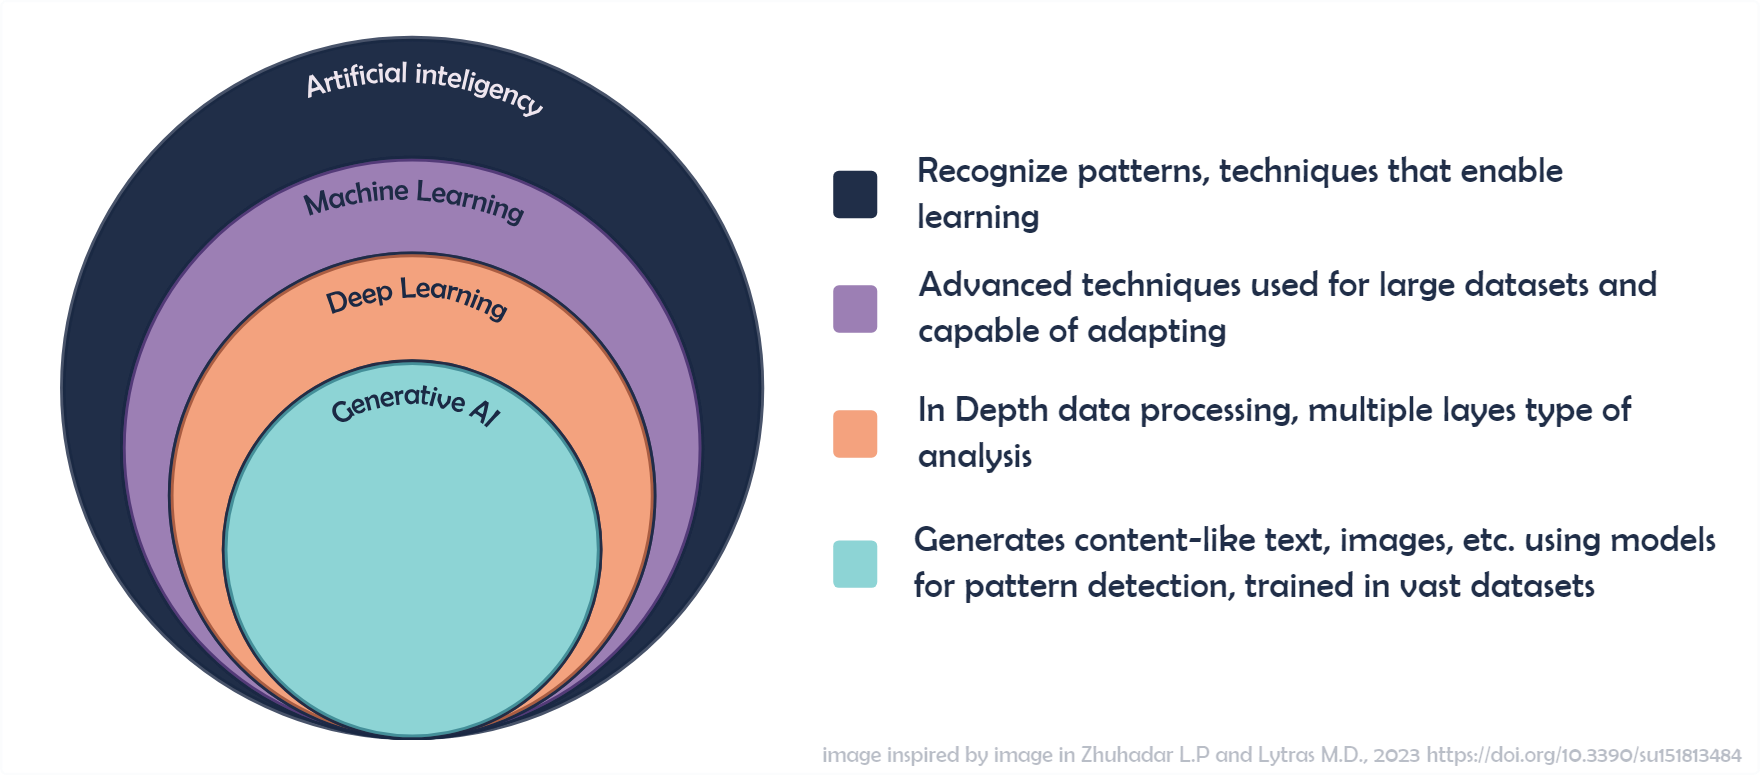 Artificial inteligency
Machine Learning
Deep Learning
Generative AI
Recognize patterns, techniques that enable
learning
Advanced techniques used for large datasets and
capable of adapting
In Depth data processing, multiple layes type of
analysis
Generates content-like text, images, etc. using models
for pattern detection, trained in vast datasets
image inspired by image in Zhuhadar L.P and Lytras M.D., 2023 https://doi.org/10.3390/su151813484